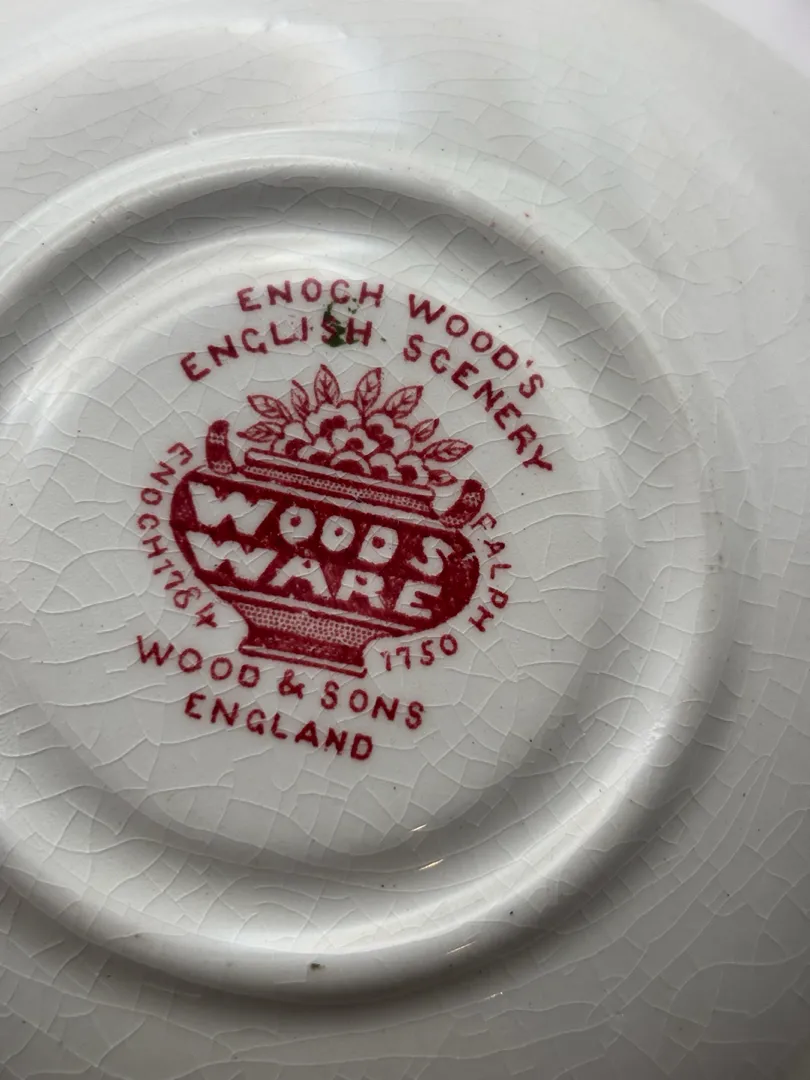 ENOCH WOOD'S
ENGLISH SCENERY
WOODS
WARE
ENOCH 1784
RALPH 1750
WOOD & SONS
ENGLAND